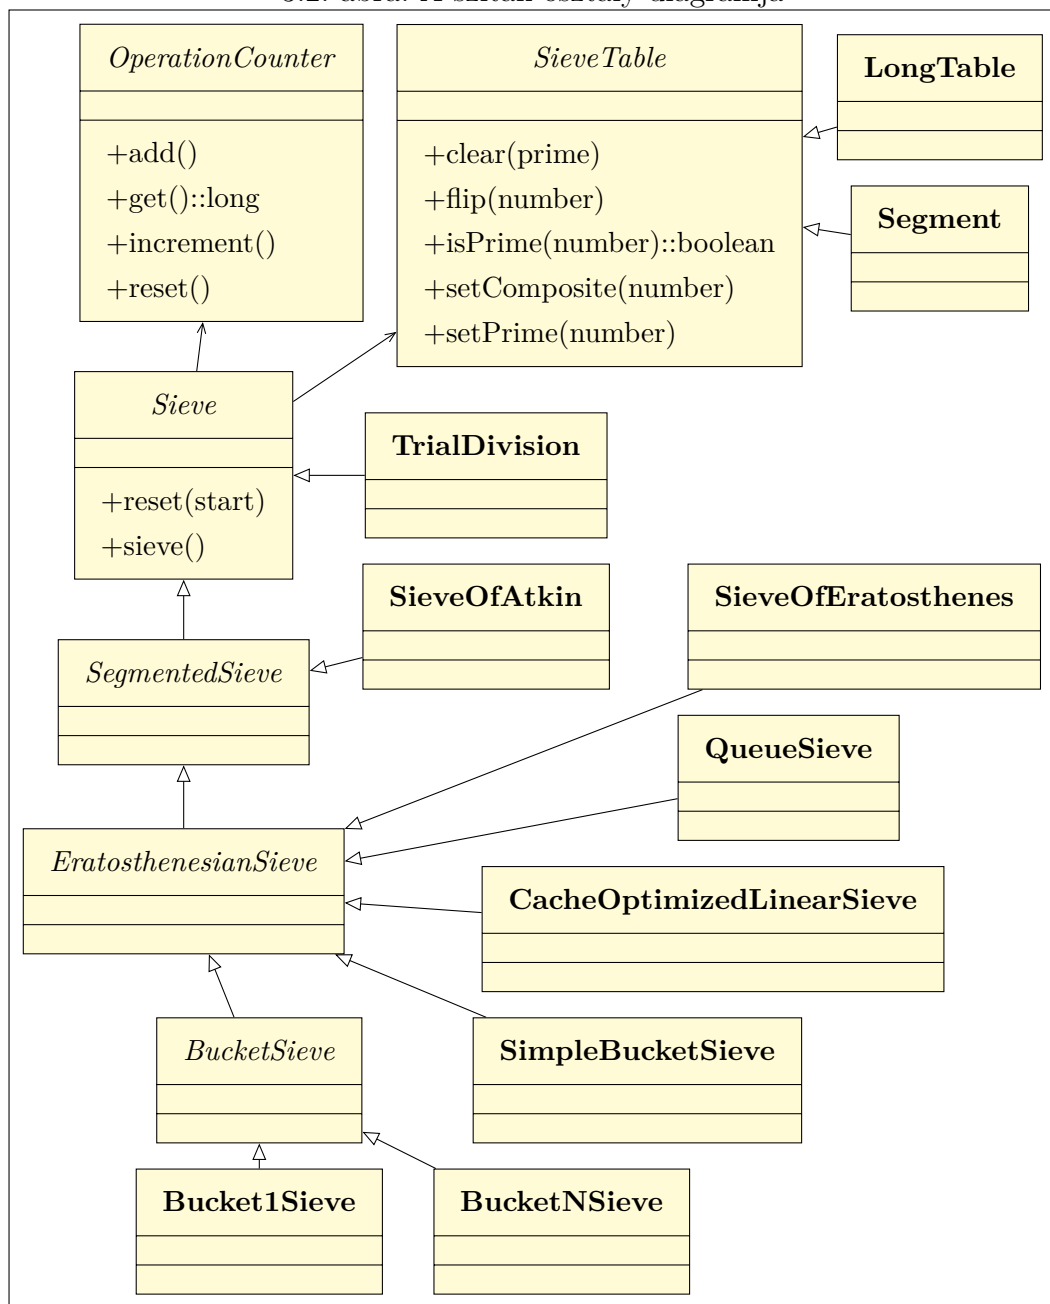 OperationCounter
+add()
+get()::long
+increment()
+reset()
SieveTable
+clear(prime)
+flip(number)
+isPrime(number)::boolean
+setComposite(number)
+setPrime(number)
LongTable
Segment
Sieve
+reset(start)
+sieve()
TrialDivision
SieveOfAtkin
SieveOfEratosthenes
SegmentedSieve
QueueSieve
EratosthenesianSieve
CacheOptimizedLinearSieve
BucketSieve
SimpleBucketSieve
Bucket1Sieve
BucketNSieve